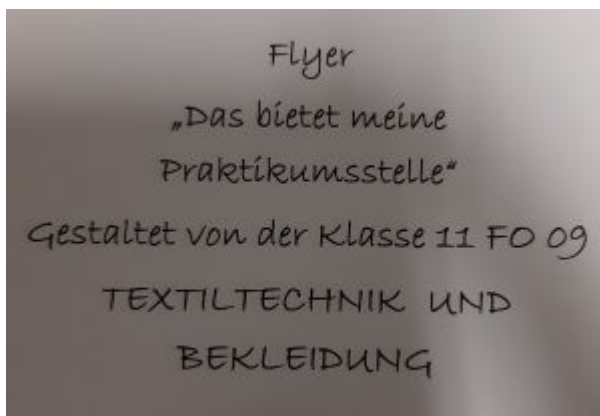 Flyer
„Das bietet meine
Praktikumsstelle“
Gestaltet von der Klasse 11 FO 09
TEXTILTECHNIK UND
BEKLEIDUNG